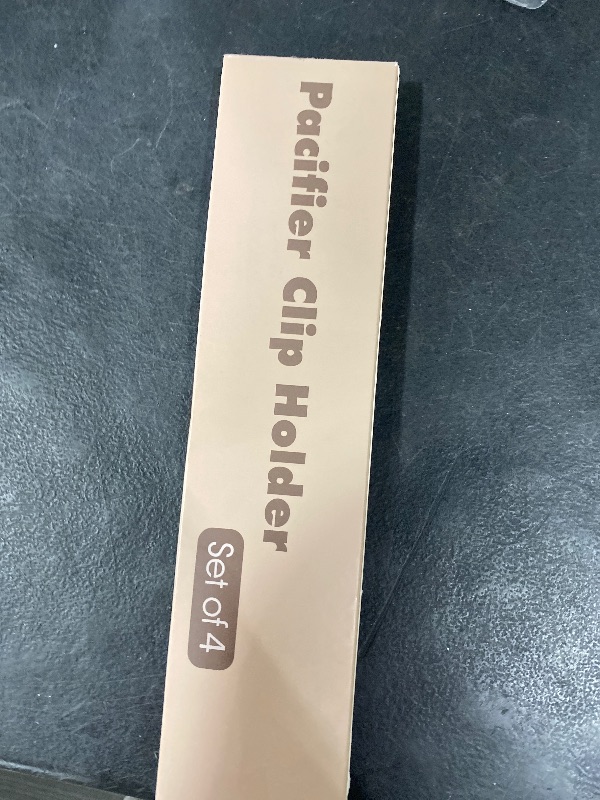 Pacifier Clip Holder
Set of 4